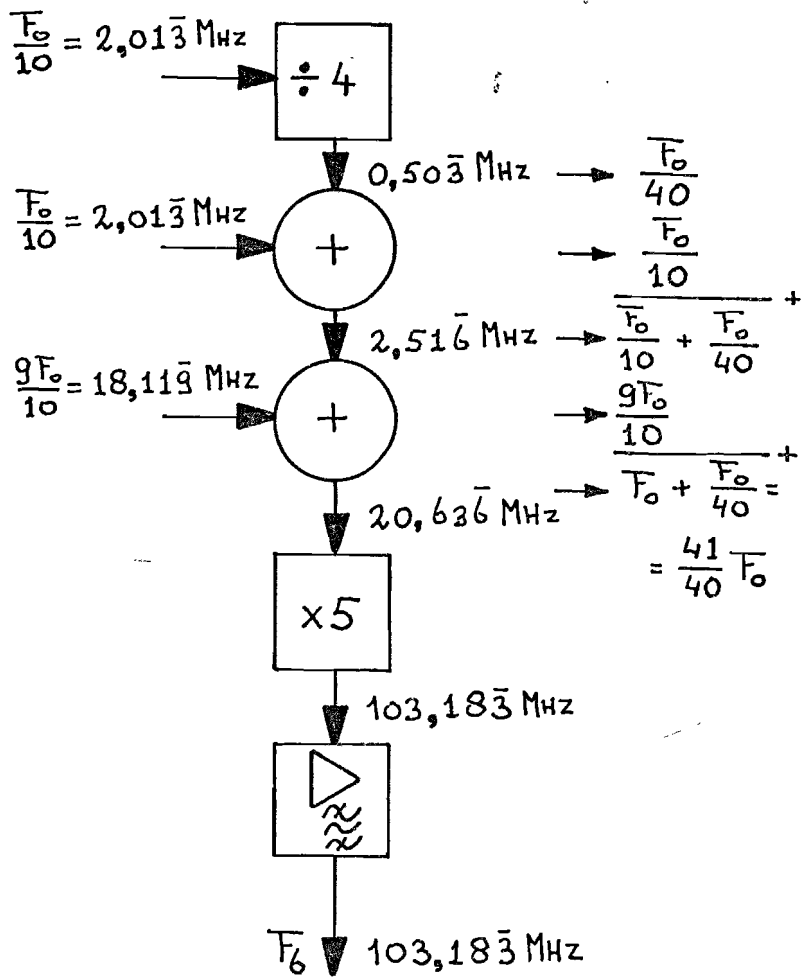 F₀/10 = 2,013̄ MHz
÷ 4
0,503̄ MHz → F₀/40
F₀/10 = 2,013̄ MHz
+
→ F₀/10
+
2,516̄ MHz → F₀/10 + F₀/40
9F₀/10 = 18,119̄ MHz
+
→ 9F₀/10
+
20,636̄ MHz → F₀ + F₀/40 =
= 41/40 F₀
x5
103,183̄ MHz
F₆ 103,183̄ MHz